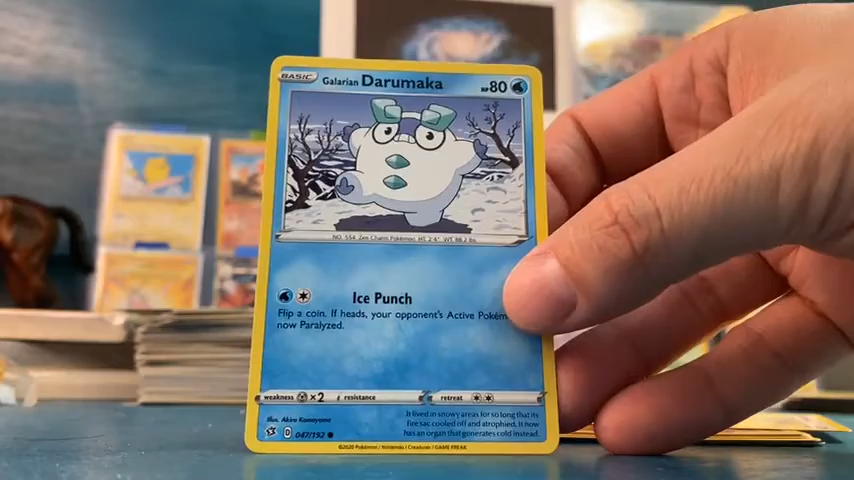 BASIC Galarian Darumaka HP 80
NO. 554 Zen Charm Pokémon HT: 2'4" WT: 88.2 lbs.
Ice Punch
Flip a coin. If heads, your opponent's Active
now Paralyzed.
weakness ×2 resistance retreat
It lived in snowy areas for so long that its
fire sac cooled off and atrophied. It now
has an organ that generates cold instead.
Illus. Akira Komayama
D 047/192
©2020 Pokémon / Nintendo / Creatures / GAME FREAK